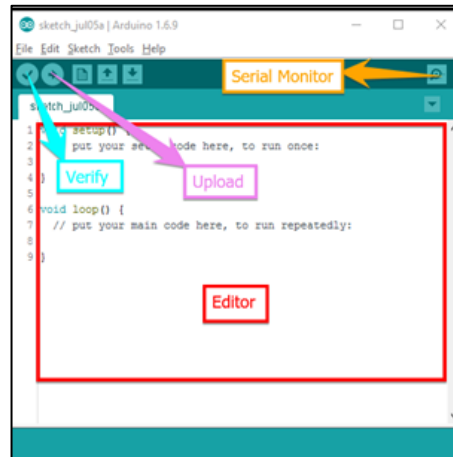 sketch_jul05a | Arduino 1.6.9
File Edit Sketch Tools Help
Serial Monitor
1 void setup() {
2 put your setup code here, to run once:
3 Verify Upload
4 }
5
6 void loop() {
7 // put your main code here, to run repeatedly:
8
9 }
Editor